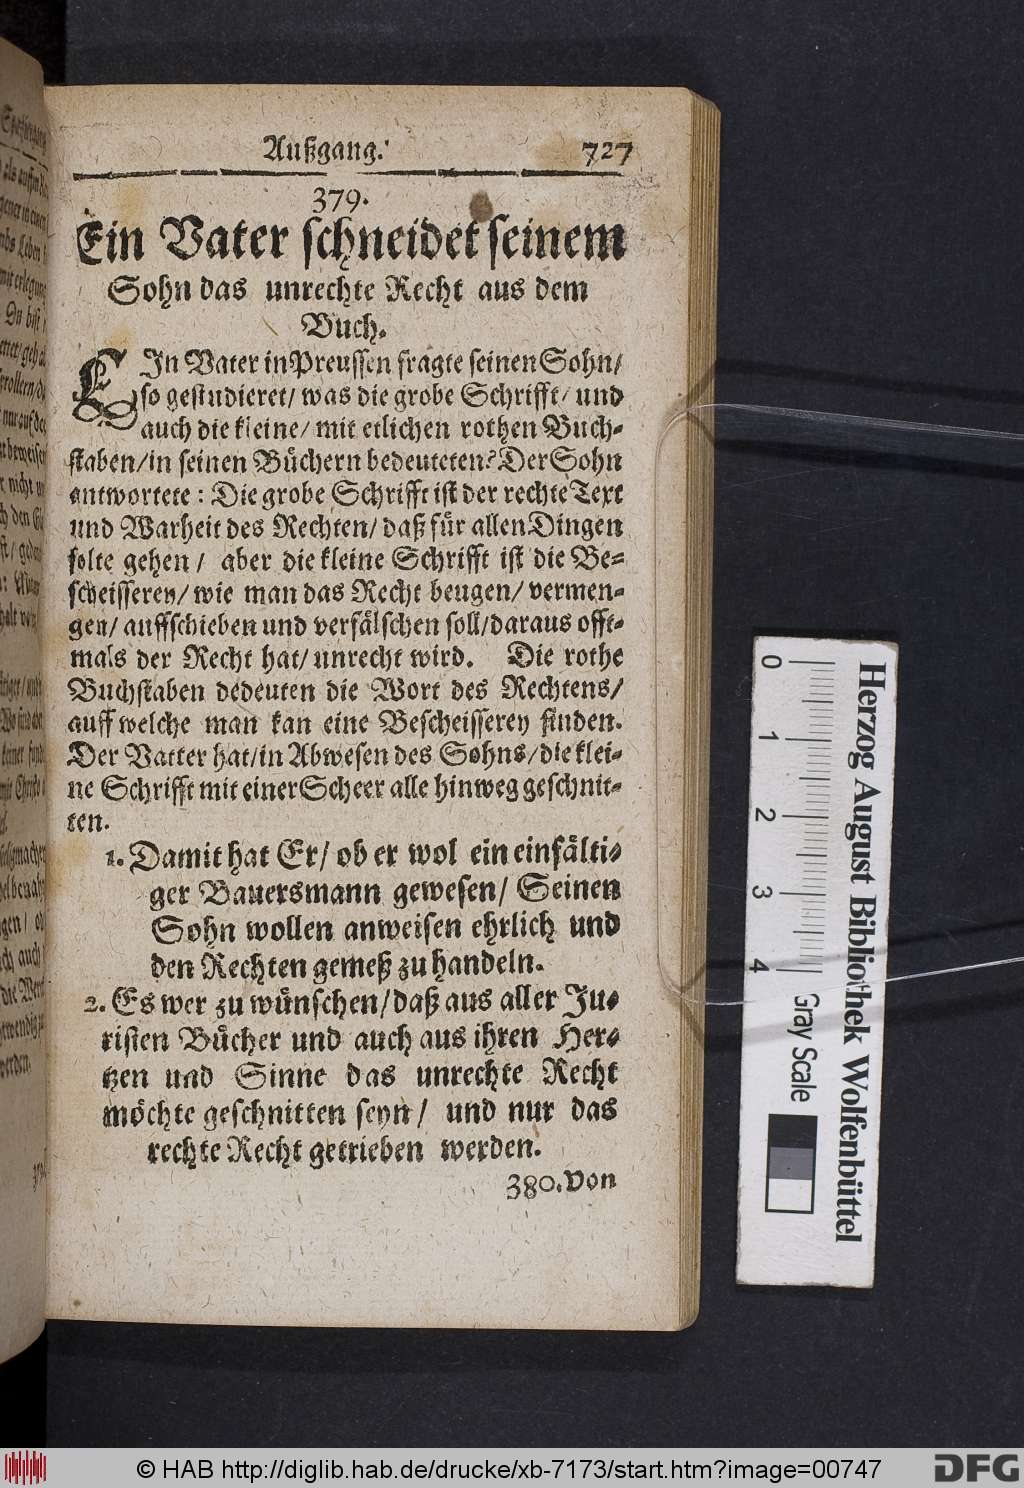 Außgang. 727
379.
Ein Vater schneidet seinem
Sohn das unrechte Recht aus dem
Buch.
EIn Vater in Preussen fragte seinen Sohn/
so gestudieret/ was die grobe Schrifft/ und
auch die kleine/ mit etlichen rothen Buch-
staben/ in seinen Büchern bedeuteten? Der Sohn
antwortete: Die grobe Schrifft ist der rechte Text
und Warheit des Rechten/ daß für allen Dingen
solte gehen/ aber die kleine Schrifft ist die Be-
scheisserey/ wie man das Recht beugen/ vermen-
gen/ auffschieben und verfälschen soll/ daraus offt-
mals der Recht hat/ unrecht wird. Die rothe
Buchstaben dedeuten die Wort des Rechtens/
auff welche man kan eine Bescheisserey finden.
Der Vatter hat/ in Abwesen des Sohns/ die klei-
ne Schrifft mit einer Scheer alle hinweg geschnit-
ten.
1. Damit hat Er/ ob er wol ein einfälti-
ger Bauersmann gewesen/ Seinen
Sohn wollen anweisen ehrlich und
den Rechten gemeß zu handeln.
2. Es wer zu wünschen/ daß aus aller Ju-
risten Bücher und auch aus ihren Her-
tzen und Sinne das unrechte Recht
möchte geschnitten seyn/ und nur das
rechte Recht getrieben werden.
380. Von
0 1 2 3 4
Herzog August Bibliothek Wolfenbüttel
Gray Scale
© HAB http://diglib.hab.de/drucke/xb-7173/start.htm?image=00747
DFG